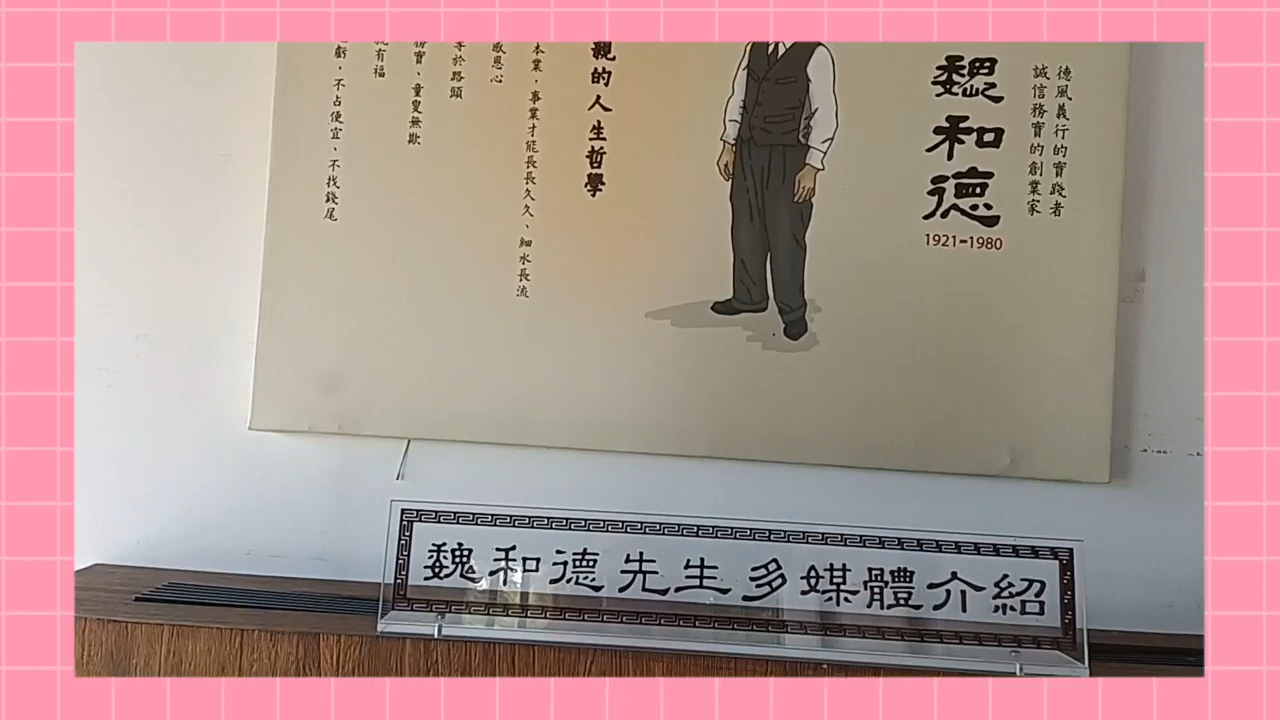 德風義行的實踐者
誠信務實的創業家
魏和德
1921-1980
親的人生哲學
本業，事業才能長長久久、細水長流
感恩心
等於路頭
務實、童叟無欺
就有福
虧，不占便宜、不找錢尾
魏和德先生多媒體介紹